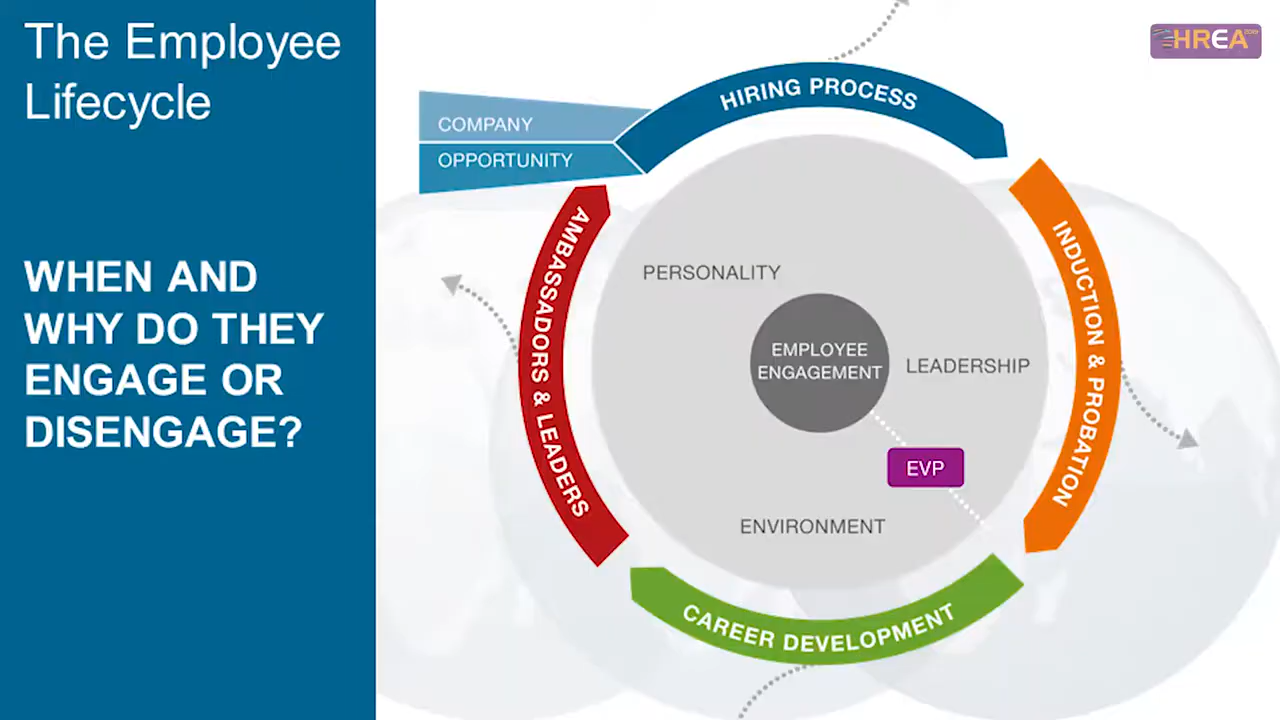 The Employee
Lifecycle
WHEN AND
WHY DO THEY
ENGAGE OR
DISENGAGE?
HREA
COMPANY
OPPORTUNITY
HIRING PROCESS
INDUCTION & PROBATION
CAREER DEVELOPMENT
AMBASSADORS & LEADERS
PERSONALITY
EMPLOYEE
ENGAGEMENT
LEADERSHIP
EVP
ENVIRONMENT